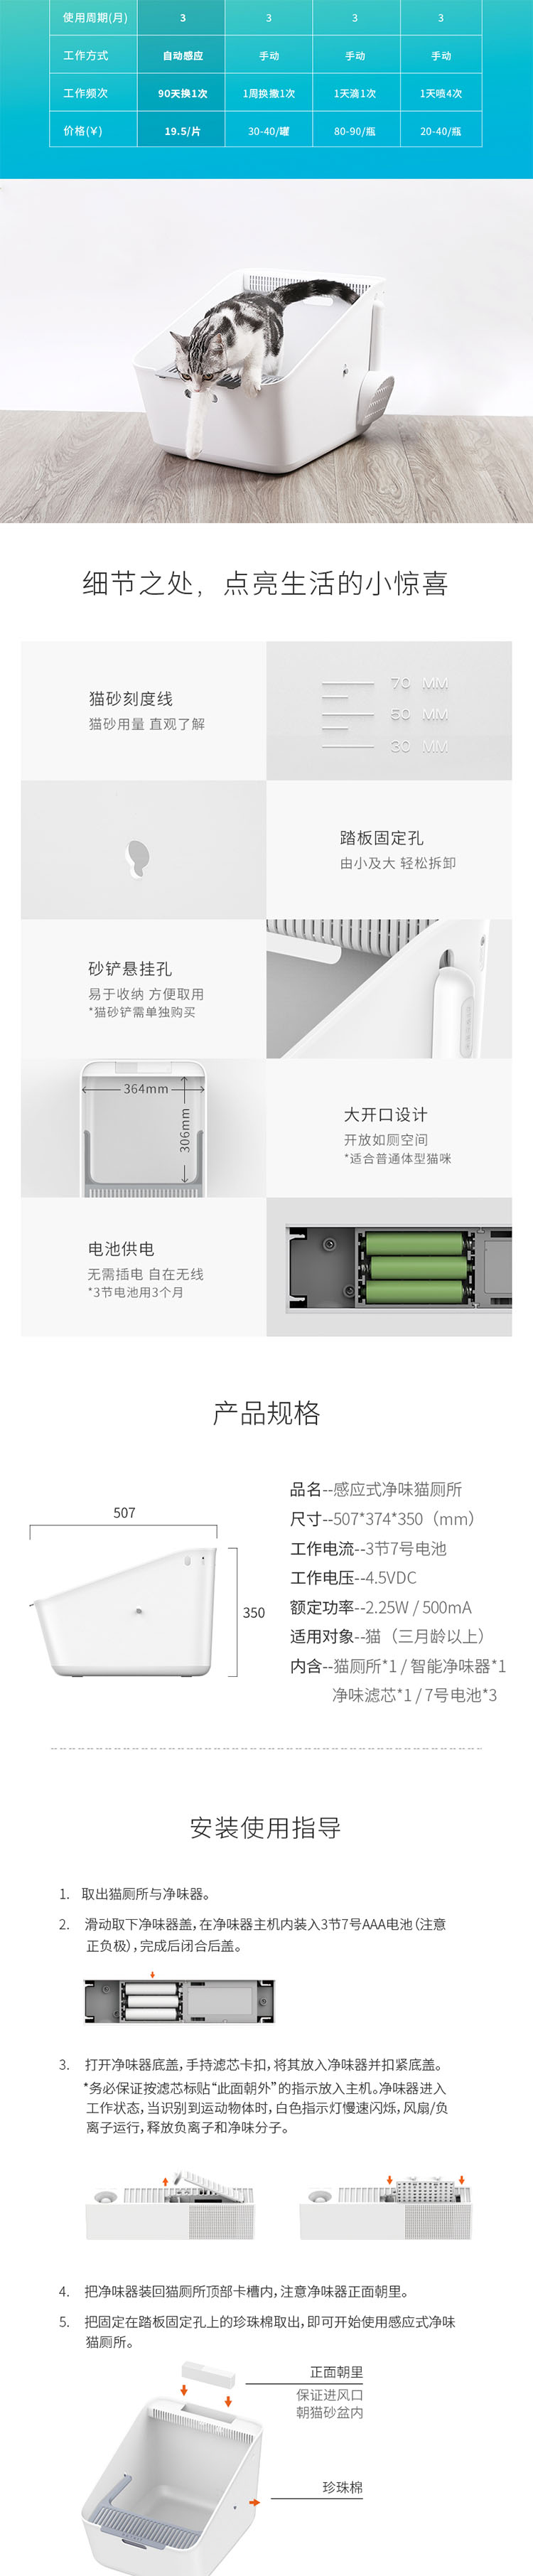 使用周期(月) 3 3 3 3
工作方式 自动感应 手动 手动 手动
工作频次 90天换1次 1周换撒1次 1天滴1次 1天喷4次
价格(¥) 19.5/片 30-40/罐 80-90/瓶 20-40/瓶
细节之处，点亮生活的小惊喜
猫砂刻度线
猫砂用量 直观了解
70 MM
50 MM
30 MM
踏板固定孔
由小及大 轻松拆卸
砂铲悬挂孔
易于收纳 方便取用
*猫砂铲需单独购买
364mm
306mm
大开口设计
开放如厕空间
*适合普通体型猫咪
电池供电
无需插电 自在无线
*3节电池用3个月
产品规格
507
350
品名--感应式净味猫厕所
尺寸--507*374*350（mm）
工作电流--3节7号电池
工作电压--4.5VDC
额定功率--2.25W / 500mA
适用对象--猫（三月龄以上）
内含--猫厕所*1 / 智能净味器*1
净味滤芯*1 / 7号电池*3
安装使用指导
1. 取出猫厕所与净味器。
2. 滑动取下净味器盖，在净味器主机内装入3节7号AAA电池（注意
正负极），完成后闭合后盖。
3. 打开净味器底盖，手持滤芯卡扣，将其放入净味器并扣紧底盖。
*务必保证按滤芯标贴“此面朝外”的指示放入主机。净味器进入
工作状态，当识别到运动物体时，白色指示灯慢速闪烁，风扇/负
离子运行，释放负离子和净味分子。
4. 把净味器装回猫厕所顶部卡槽内，注意净味器正面朝里。
5. 把固定在踏板固定孔上的珍珠棉取出，即可开始使用感应式净味
猫厕所。
正面朝里
保证进风口
朝猫砂盆内
珍珠棉